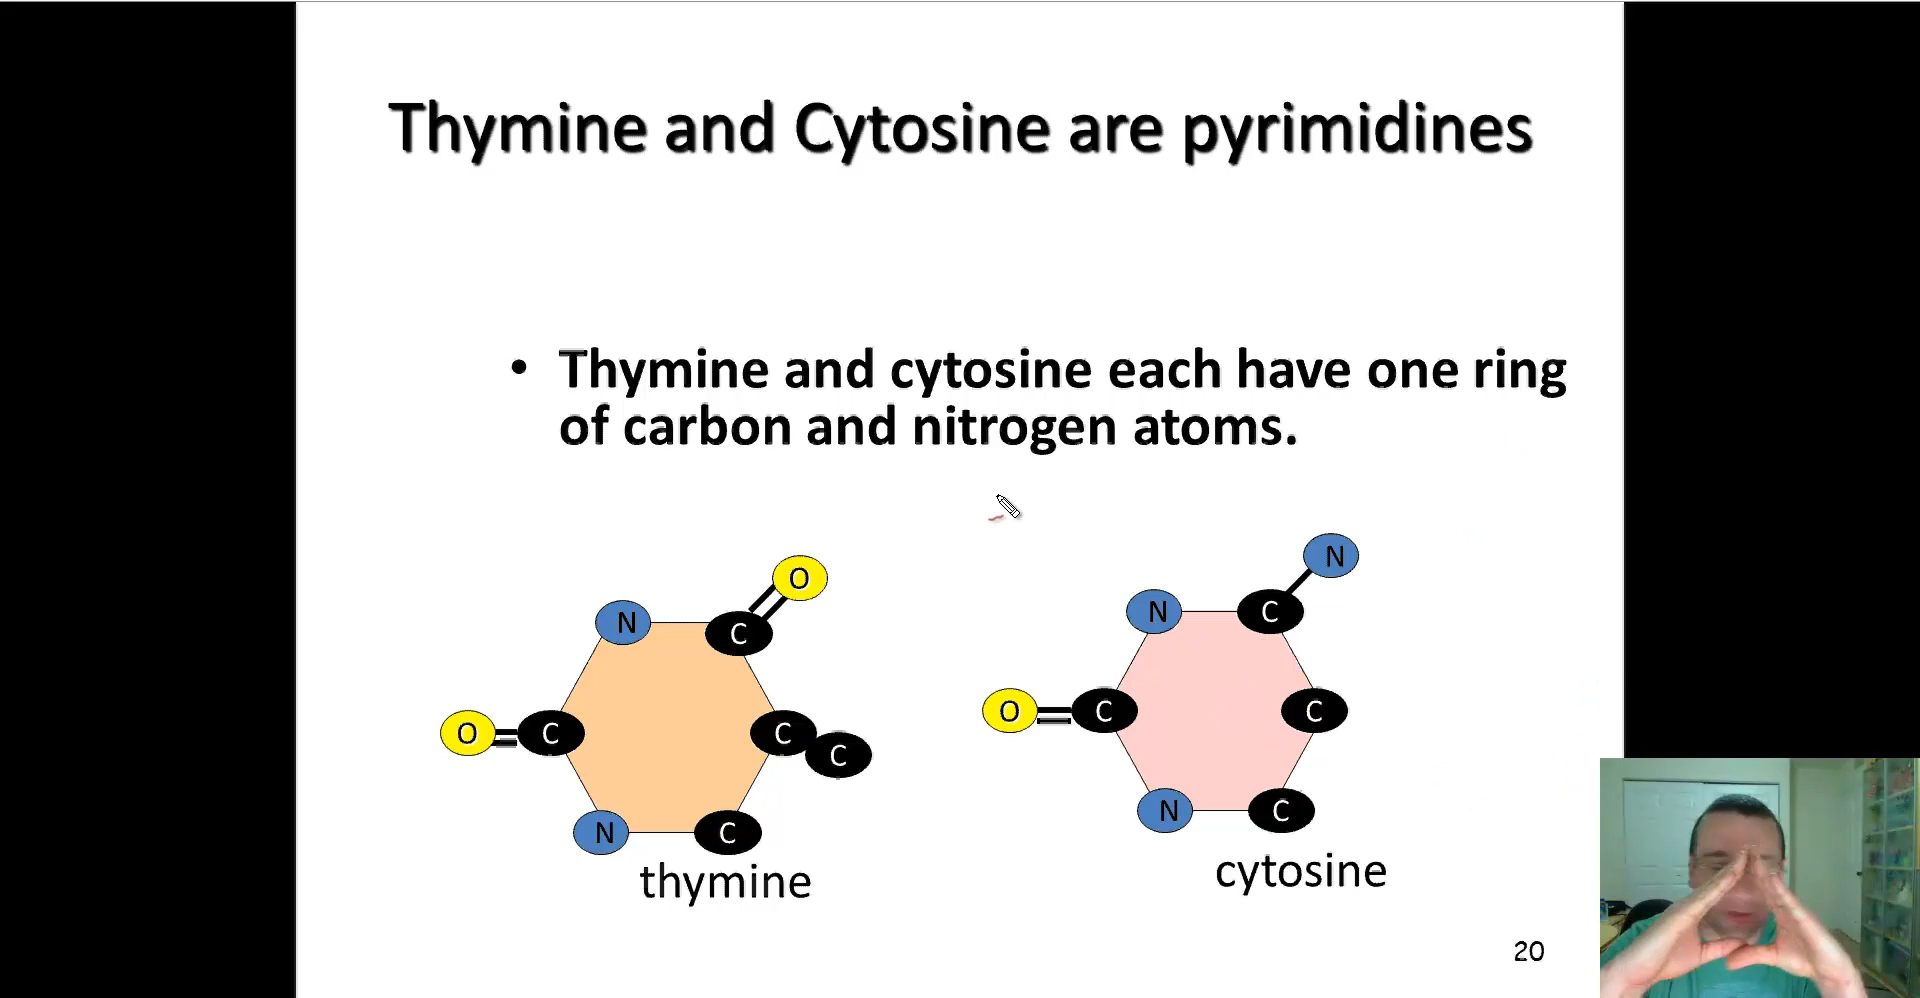 Thymine and Cytosine are pyrimidines
• Thymine and cytosine each have one ring
of carbon and nitrogen atoms.
O
N
C
O
C
C
C
N
C
thymine
N
N
C
O
C
C
N
C
cytosine
20